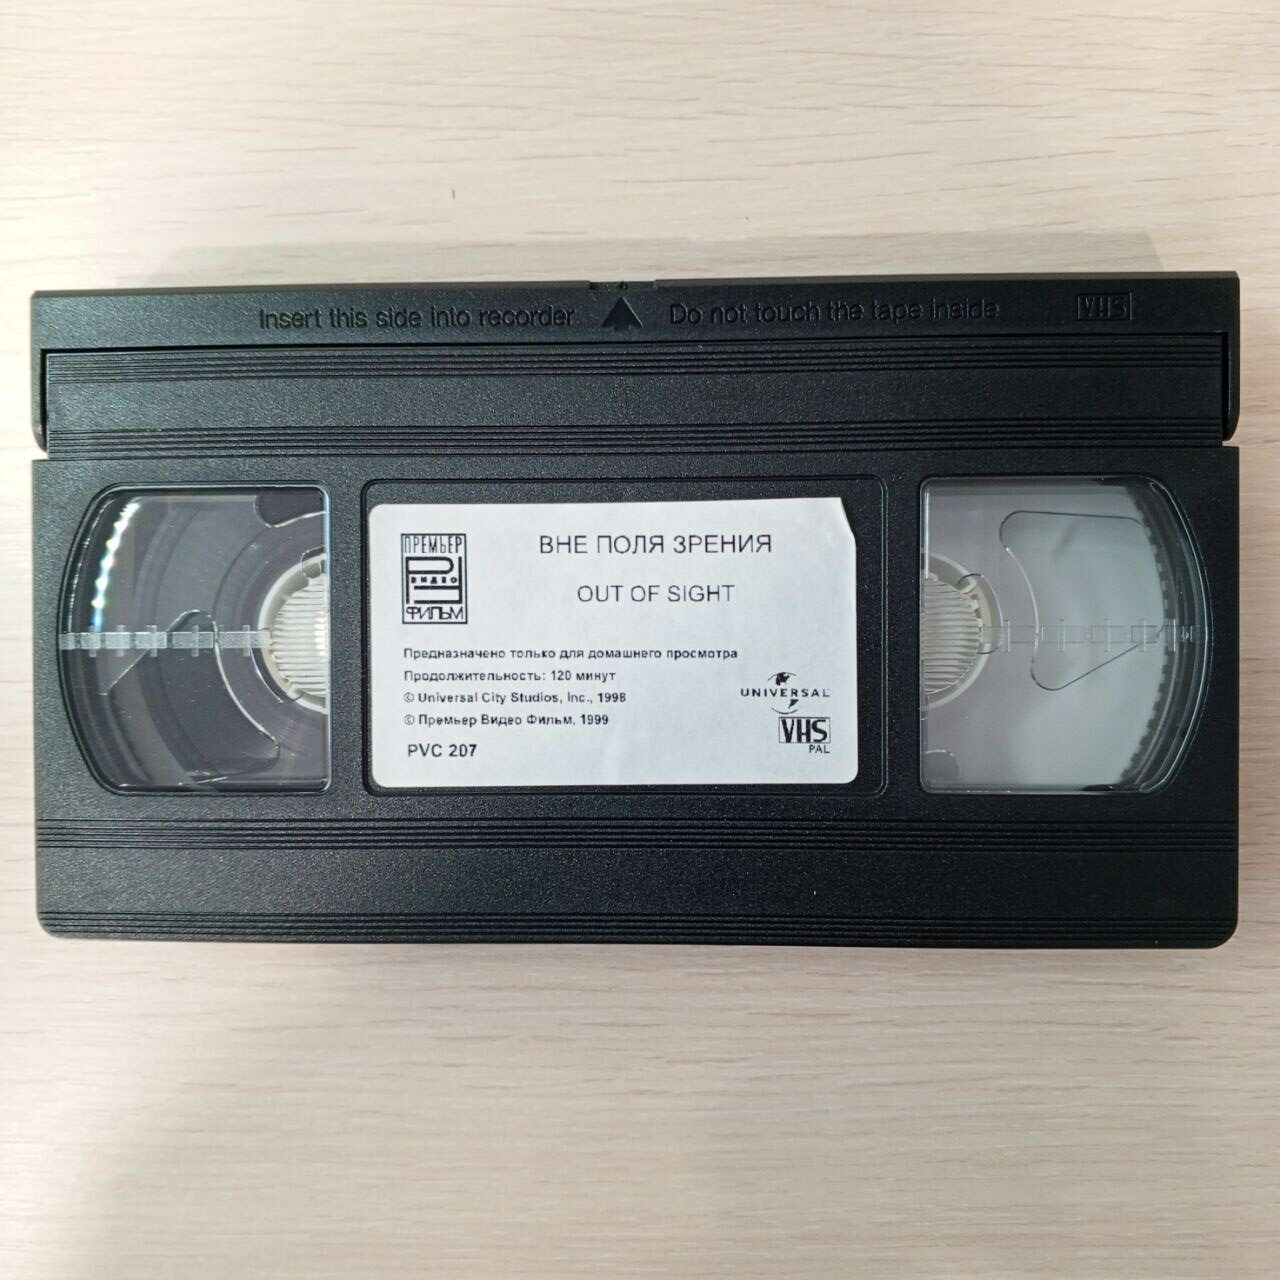 Insert this side into recorder Do not touch the tape inside VHS
ПРЕМЬЕР
ВИДЕО
ФИЛЬМ
ВНЕ ПОЛЯ ЗРЕНИЯ
OUT OF SIGHT
Предназначено только для домашнего просмотра
Продолжительность: 120 минут
© Universal City Studios, Inc., 1998
© Премьер Видео Фильм, 1999
PVC 207
UNIVERSAL
VHS
PAL